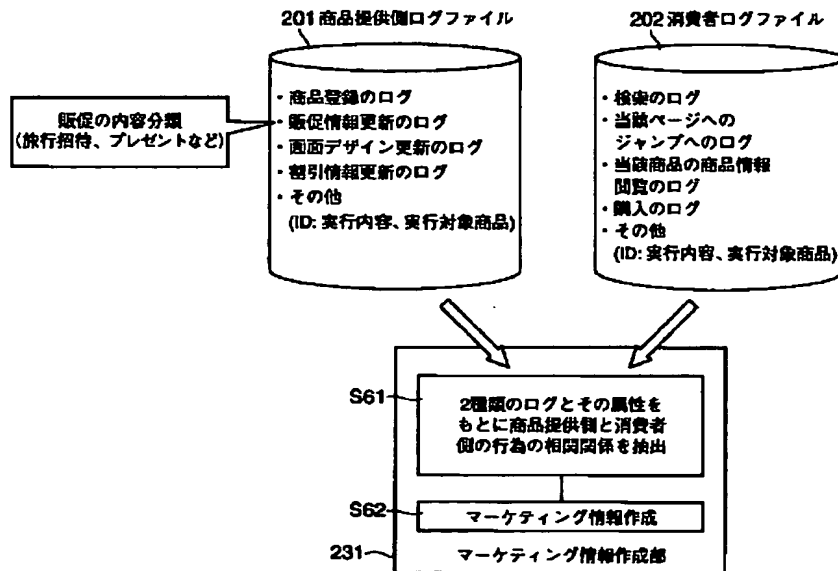 201 商品提供側ログファイル
・商品登録のログ
・販促情報更新のログ
・画面デザイン更新のログ
・割引情報更新のログ
・その他
(ID: 実行内容、実行対象商品)
販促の内容分類
(旅行招待、プレゼントなど)
202 消費者ログファイル
・検索のログ
・当該ページへの
ジャンプへのログ
・当該商品の商品情報
閲覧のログ
・購入のログ
・その他
(ID: 実行内容、実行対象商品)
S61
2種類のログとその属性を
もとに商品提供側と消費者
側の行為の相関関係を抽出
S62
マーケティング情報作成
231
マーケティング情報作成部